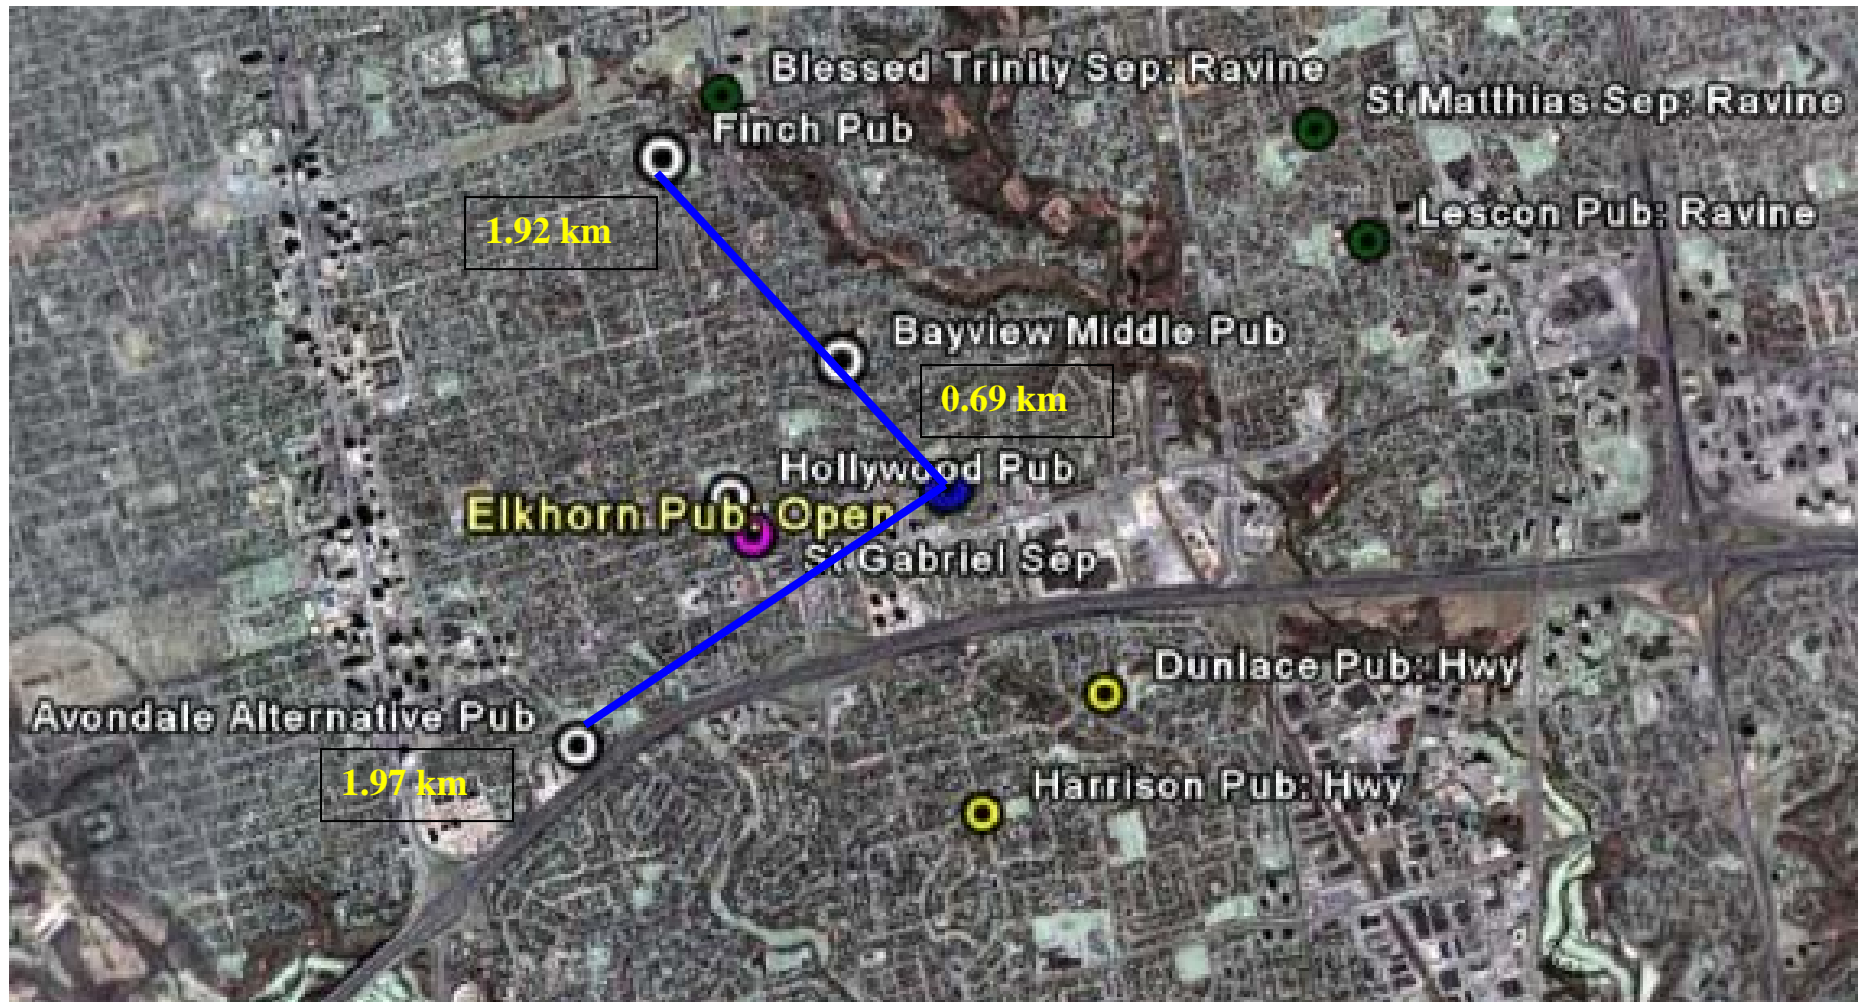 Blessed Trinity Sep: Ravine
St Matthias Sep: Ravine
Finch Pub
Lescon Pub: Ravine
1.92 km
Bayview Middle Pub
0.69 km
Hollywood Pub
Elkhorn Pub: Open
St Gabriel Sep
Dunlace Pub: Hwy
Avondale Alternative Pub
1.97 km
Harrison Pub: Hwy